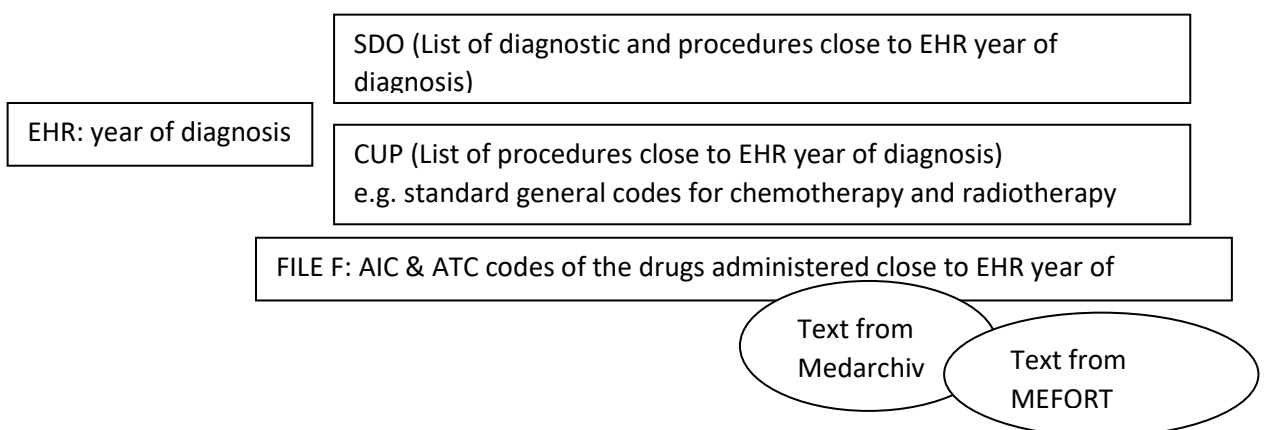 SDO (List of diagnostic and procedures close to EHR year of
diagnosis)
EHR: year of diagnosis
CUP (List of procedures close to EHR year of diagnosis)
e.g. standard general codes for chemotherapy and radiotherapy
FILE F: AIC & ATC codes of the drugs administered close to EHR year of
Text from
Medarchiv
Text from
MEFORT